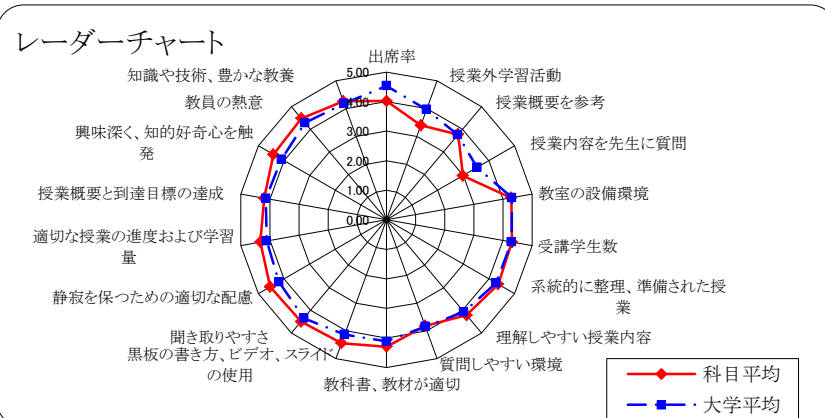 レーダーチャート
出席率
授業外学習活動
授業概要を参考
授業内容を先生に質問
教室の設備環境
受講学生数
系統的に整理、準備された授
業
理解しやすい授業内容
質問しやすい環境
教科書、教材が適切
黒板の書き方、ビデオ、スライド
の使用
聞き取りやすさ
静寂を保つための適切な配慮
適切な授業の進度および学習
量
授業概要と到達目標の達成
興味深く、知的好奇心を触
発
教員の熱意
知識や技術、豊かな教養
5.00
4.00
3.00
2.00
1.00
0.00
科目平均
大学平均